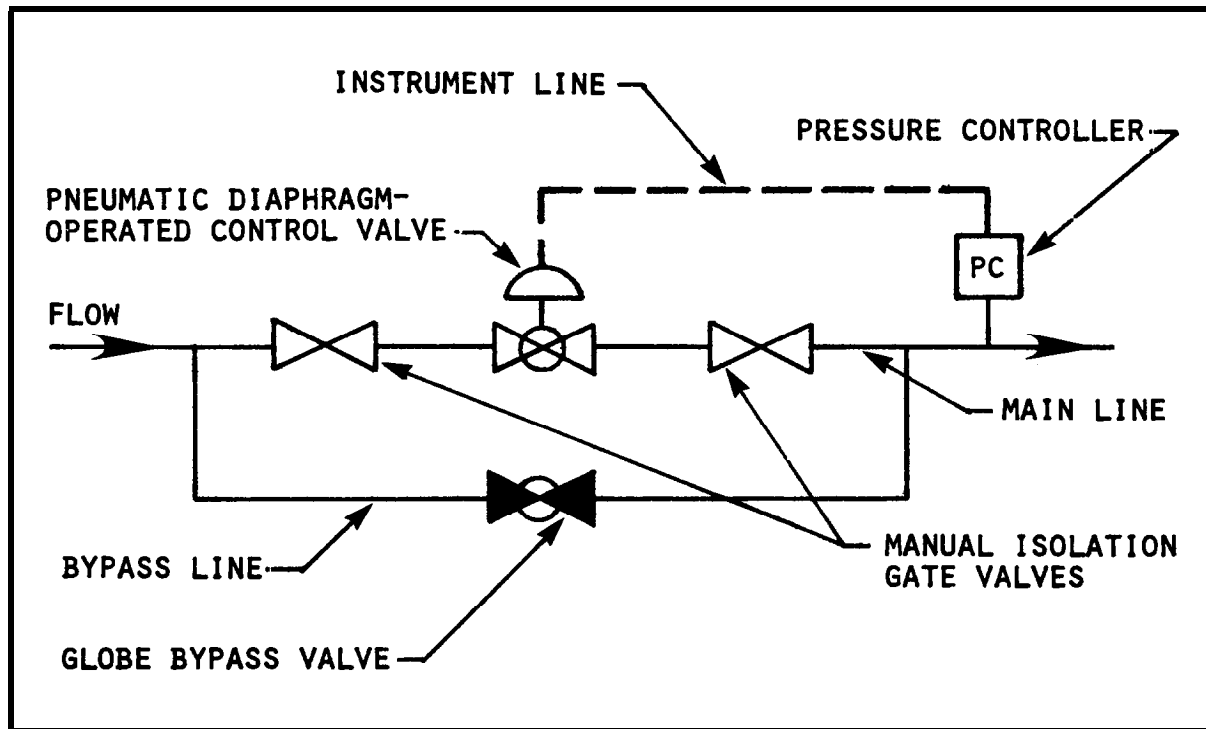 INSTRUMENT LINE
PRESSURE CONTROLLER
PNEUMATIC DIAPHRAGM-
OPERATED CONTROL VALVE
PC
FLOW
MAIN LINE
BYPASS LINE
MANUAL ISOLATION
GATE VALVES
GLOBE BYPASS VALVE